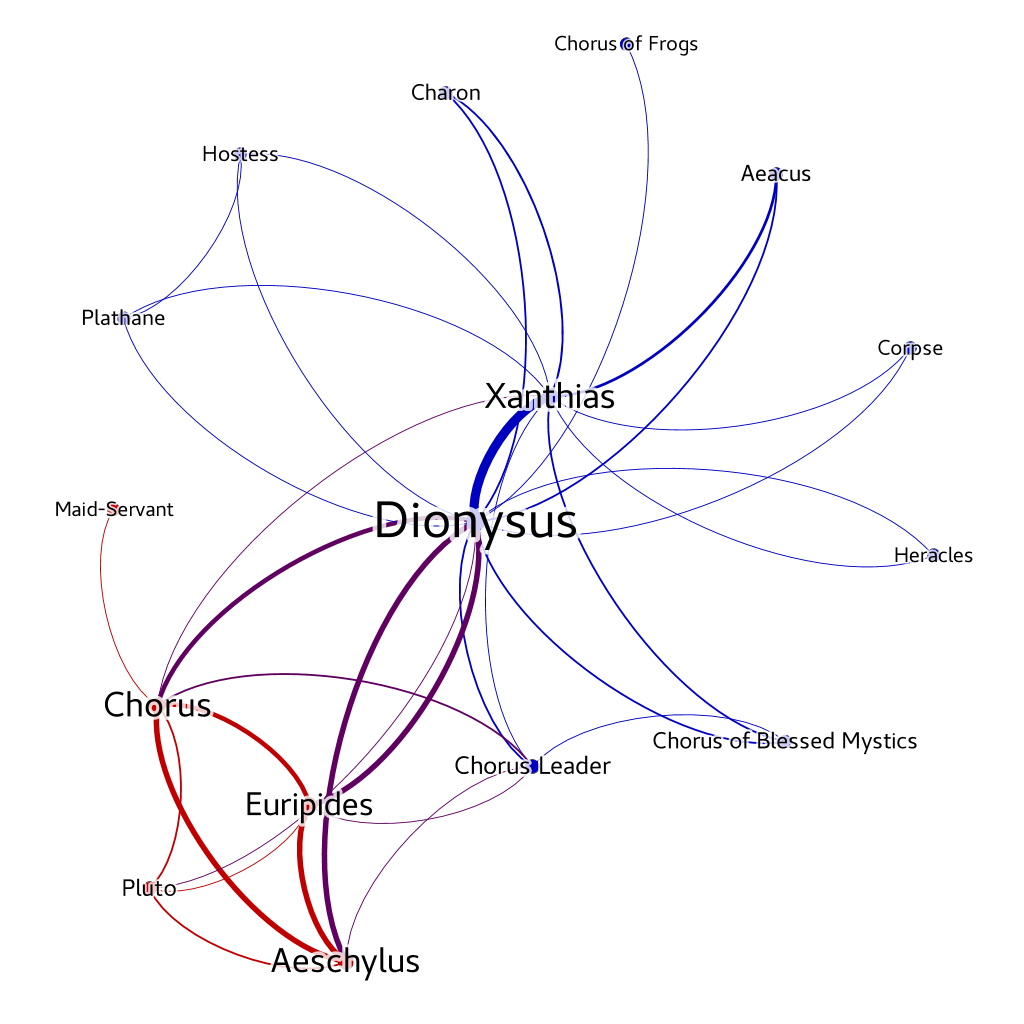 Chorus of Frogs
Charon
Hostess
Aeacus
Plathane
Corpse
Xanthias
Maid-Servant
Dionysus
Heracles
Chorus
Chorus of Blessed Mystics
Chorus Leader
Euripides
Pluto
Aeschylus